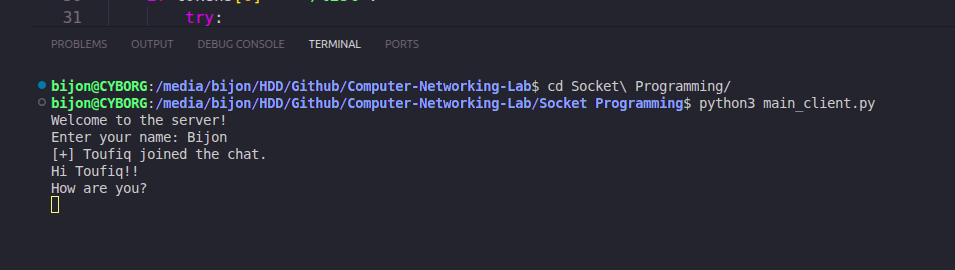 31 try:
PROBLEMS OUTPUT DEBUG CONSOLE TERMINAL PORTS
bijon@CYBORG:/media/bijon/HDD/Github/Computer-Networking-Lab$ cd Socket\ Programming/
bijon@CYBORG:/media/bijon/HDD/Github/Computer-Networking-Lab/Socket Programming$ python3 main_client.py
Welcome to the server!
Enter your name: Bijon
[+] Toufiq joined the chat.
Hi Toufiq!!
How are you?